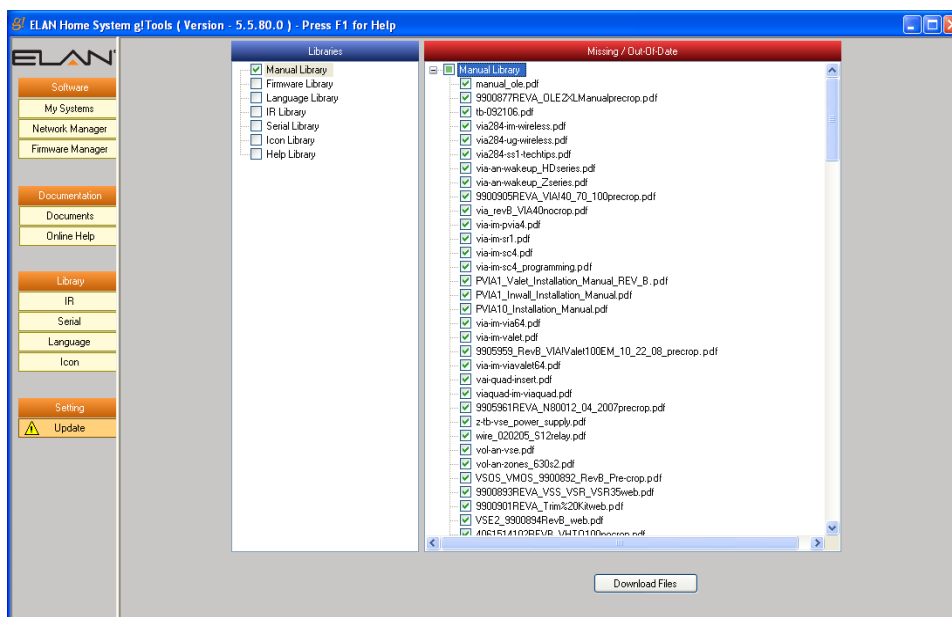 g! ELAN Home System g!Tools ( Version - 5.5.80.0 ) - Press F1 for Help
ELAN
Software
My Systems
Network Manager
Firmware Manager
Documentation
Documents
Online Help
Library
IR
Serial
Language
Icon
Setting
Update
Libraries
Manual Library
Firmware Library
Language Library
IR Library
Serial Library
Icon Library
Help Library
Missing / Out-Of-Date
Manual Library
manual_ole.pdf
9900877REVA_OLE2XLManualprecrop.pdf
tb-092106.pdf
via284-im-wireless.pdf
via284-ug-wireless.pdf
via284-ss1-techtips.pdf
via-an-wakeup_HDseries.pdf
via-an-wakeup_Zseries.pdf
9900905REVA_VIA!40_70_100precrop.pdf
via_revB_VIA40nocrop.pdf
via-im-pvia4.pdf
via-im-sr1.pdf
via-im-sc4.pdf
via-im-sc4_programming.pdf
PVIA1_Valet_Installation_Manual_REV_B.pdf
PVIA1_Inwall_Installation_Manual.pdf
PVIA10_Installation_Manual.pdf
via-im-via64.pdf
via-im-valet.pdf
9905959_RevB_VIA!Valet100EM_10_22_08_precrop.pdf
via-im-viavalet64.pdf
vai-quad-insert.pdf
viaquad-im-viaquad.pdf
9905961REVA_N80012_04_2007precrop.pdf
z-tb-vse_power_supply.pdf
wire_020205_S12relay.pdf
vol-an-vse.pdf
vol-an-zones_630s2.pdf
VSOS_VMOS_9900892_RevB_Pre-crop.pdf
9900893REVA_VSS_VSR_VSR35web.pdf
9900901REVA_Trim%20Kitweb.pdf
VSE2_9900894RevB_web.pdf
4061514102REVB_VHTO100nocrop.pdf
Download Files